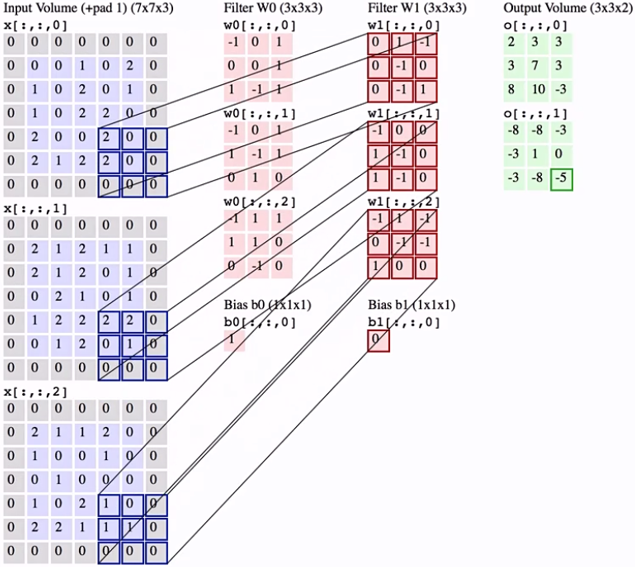 Input Volume (+pad 1) (7x7x3)
x[:,:,0]
0 0 0 0 0 0 0
0 0 0 1 0 2 0
0 1 0 2 0 1 0
0 1 0 2 2 0 0
0 2 0 0 2 0 0
0 2 1 2 2 0 0
0 0 0 0 0 0 0
x[:,:,1]
0 0 0 0 0 0 0
0 2 1 2 1 1 0
0 2 1 2 0 1 0
0 0 2 1 0 1 0
0 1 2 2 2 2 0
0 0 1 2 0 1 0
0 0 0 0 0 0 0
x[:,:,2]
0 0 0 0 0 0 0
0 2 1 1 2 0 0
0 1 0 0 1 0 0
0 0 1 0 0 0 0
0 1 0 2 1 0 0
0 2 2 1 1 1 0
0 0 0 0 0 0 0
Filter W0 (3x3x3)
w0[:,:,0]
-1 0 1
0 0 1
1 -1 1
w0[:,:,1]
-1 0 1
1 -1 1
0 1 0
w0[:,:,2]
-1 1 1
1 1 0
0 -1 0
Bias b0 (1x1x1)
b0[:,:,0]
1
Filter W1 (3x3x3)
w1[:,:,0]
0 1 -1
0 -1 0
0 -1 1
w1[:,:,1]
-1 0 0
1 -1 0
1 -1 0
w1[:,:,2]
-1 1 -1
0 -1 -1
1 0 0
Bias b1 (1x1x1)
b1[:,:,0]
0
Output Volume (3x3x2)
o[:,:,0]
2 3 3
3 7 3
8 10 -3
o[:,:,1]
-8 -8 -3
-3 1 0
-3 -8 -5